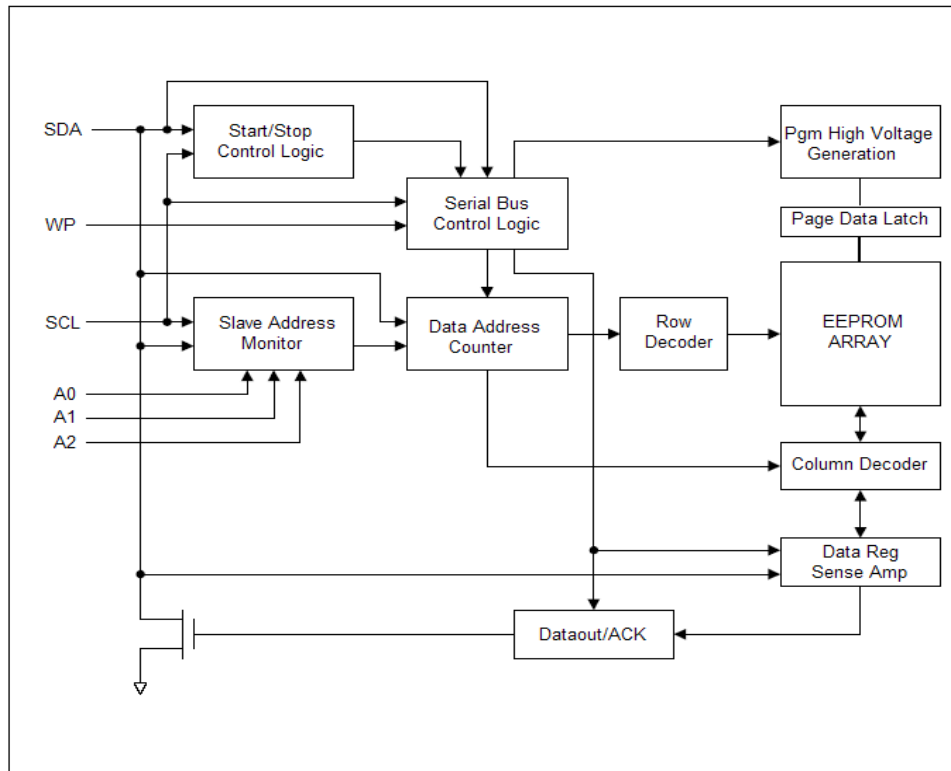 SDA
Start/Stop
Control Logic
Pgm High Voltage
Generation
WP
Serial Bus
Control Logic
Page Data Latch
SCL
Slave Address
Monitor
Data Address
Counter
Row
Decoder
EEPROM
ARRAY
A0
A1
A2
Column Decoder
Data Reg
Sense Amp
Dataout/ACK